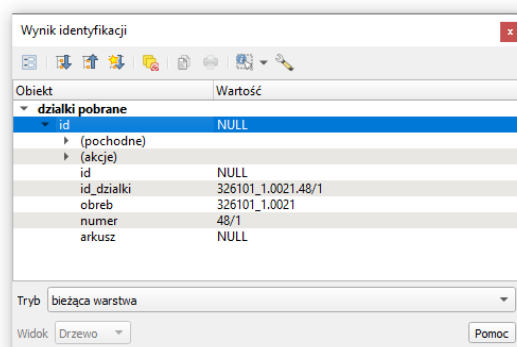 Wynik identyfikacji
Obiekt Wartość
działki pobrane
id NULL
(pochodne)
(akcje)
id NULL
id_dzialki 326101_1.0021.48/1
obreb 326101_1.0021
numer 48/1
arkusz NULL
Tryb bieżąca warstwa
Widok Drzewo Pomoc